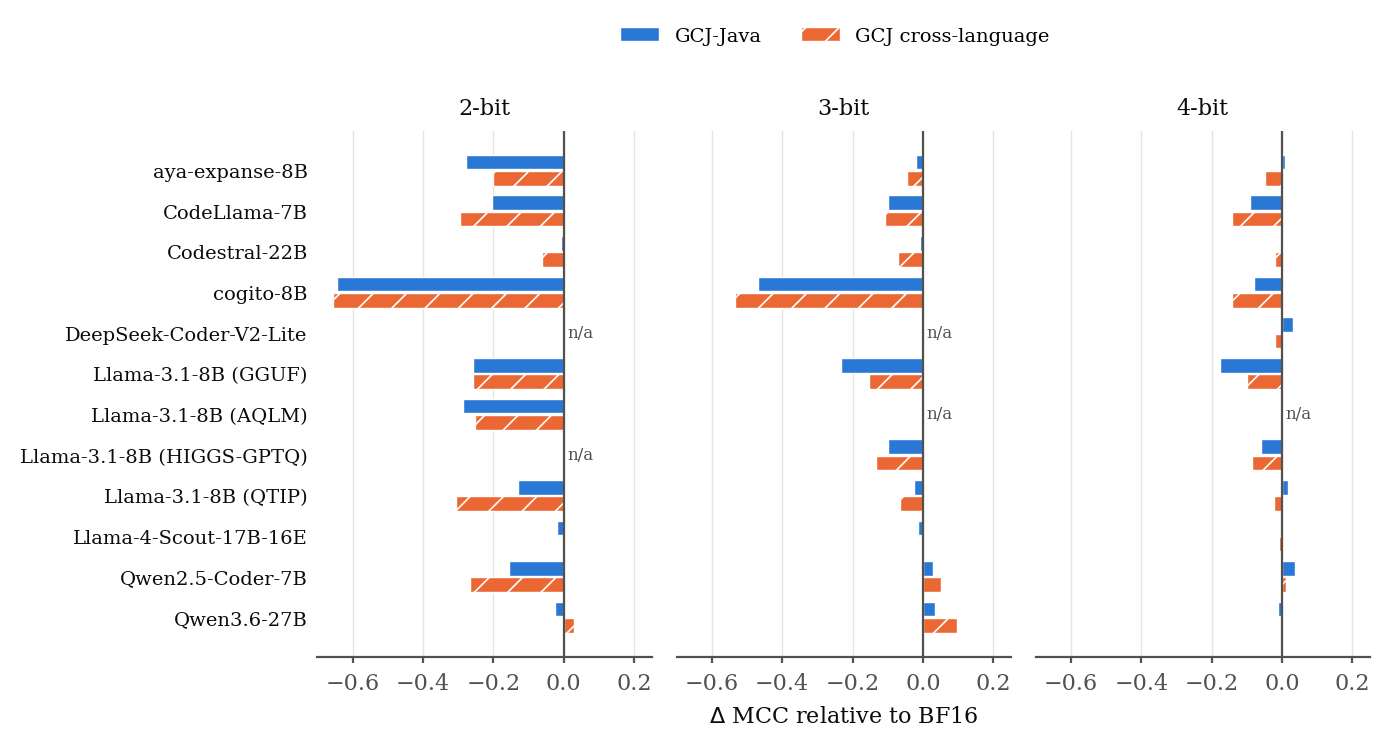 GCJ-Java GCJ cross-language
2-bit 3-bit 4-bit
aya-expanse-8B
CodeLlama-7B
Codestral-22B
cogito-8B
DeepSeek-Coder-V2-Lite n/a n/a
Llama-3.1-8B (GGUF)
Llama-3.1-8B (AQLM) n/a n/a
Llama-3.1-8B (HIGGS-GPTQ) n/a
Llama-3.1-8B (QTIP)
Llama-4-Scout-17B-16E
Qwen2.5-Coder-7B
Qwen3.6-27B
−0.6 −0.4 −0.2 0.0 0.2 −0.6 −0.4 −0.2 0.0 0.2 −0.6 −0.4 −0.2 0.0 0.2
Δ MCC relative to BF16